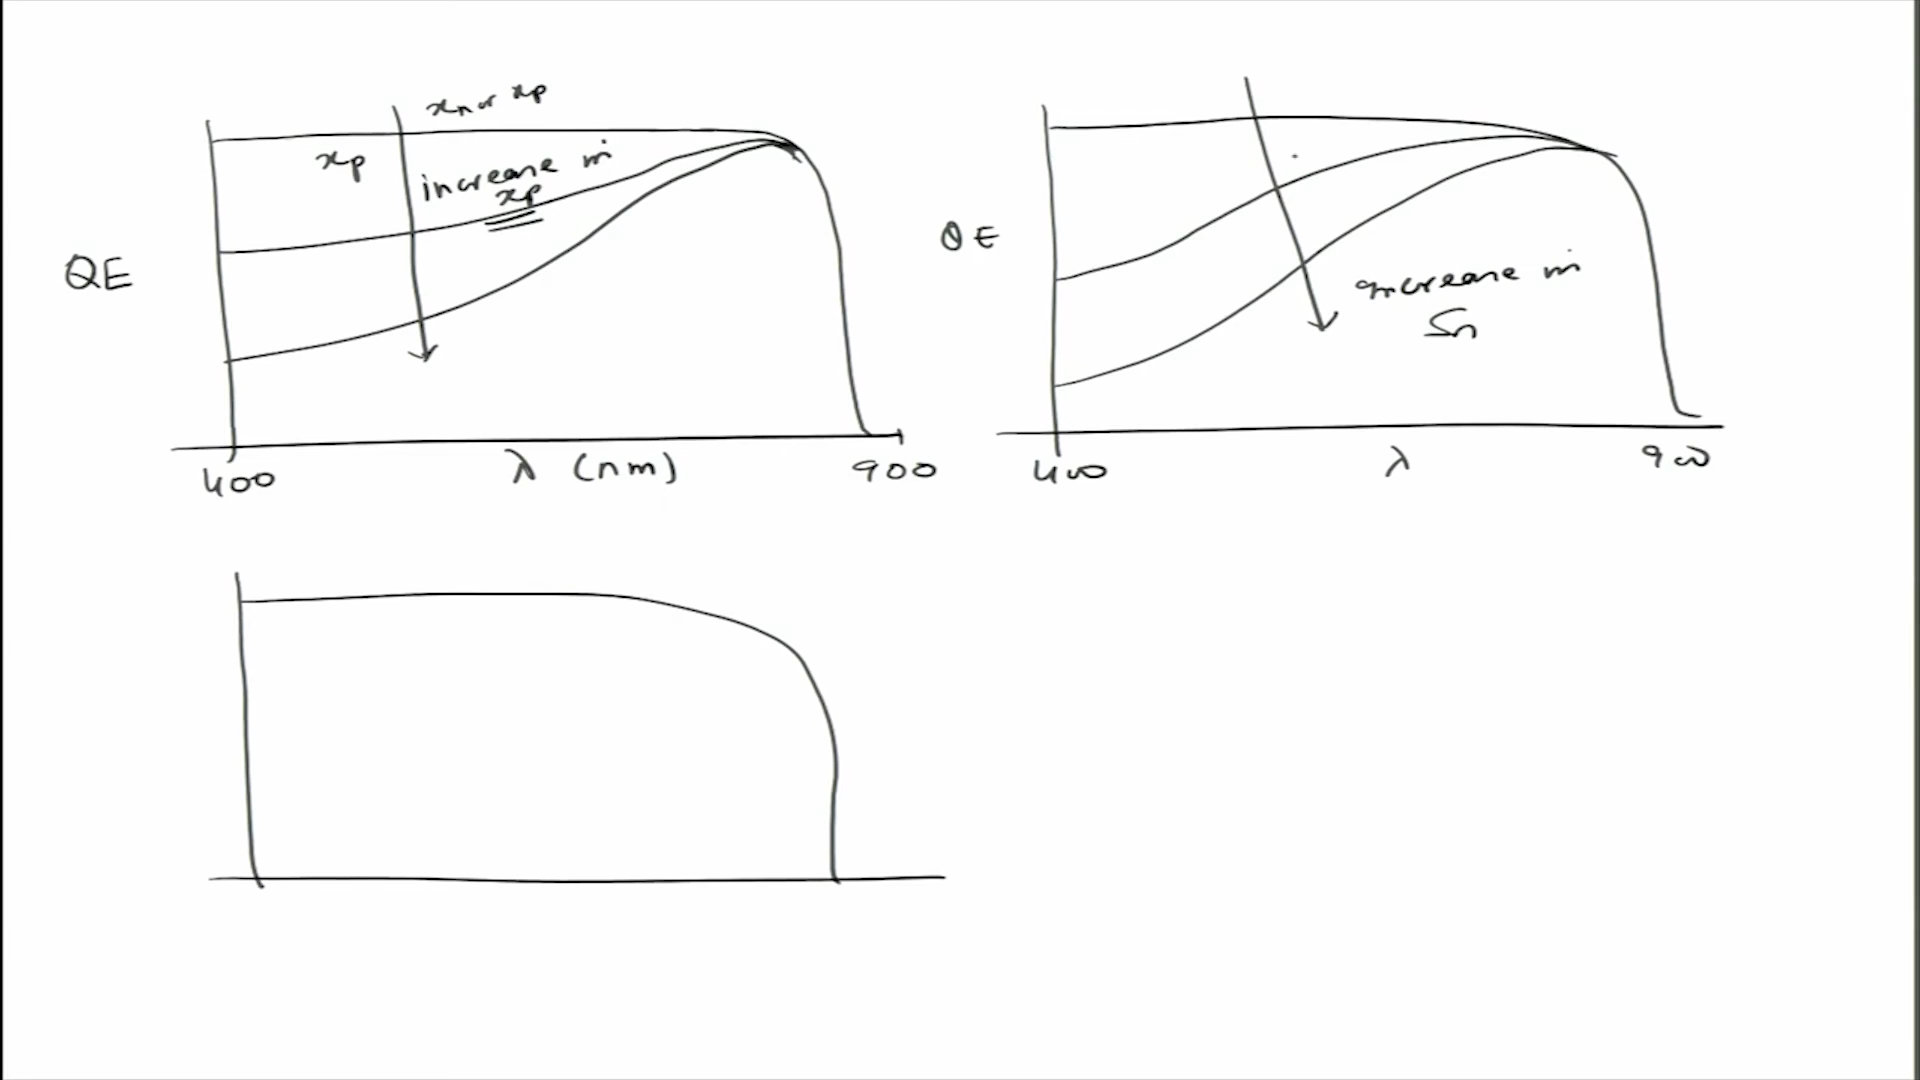 xn or xp
xp
increase in
xp
QE
400
λ (nm)
900
QE
increase in
Sn
400
λ
900